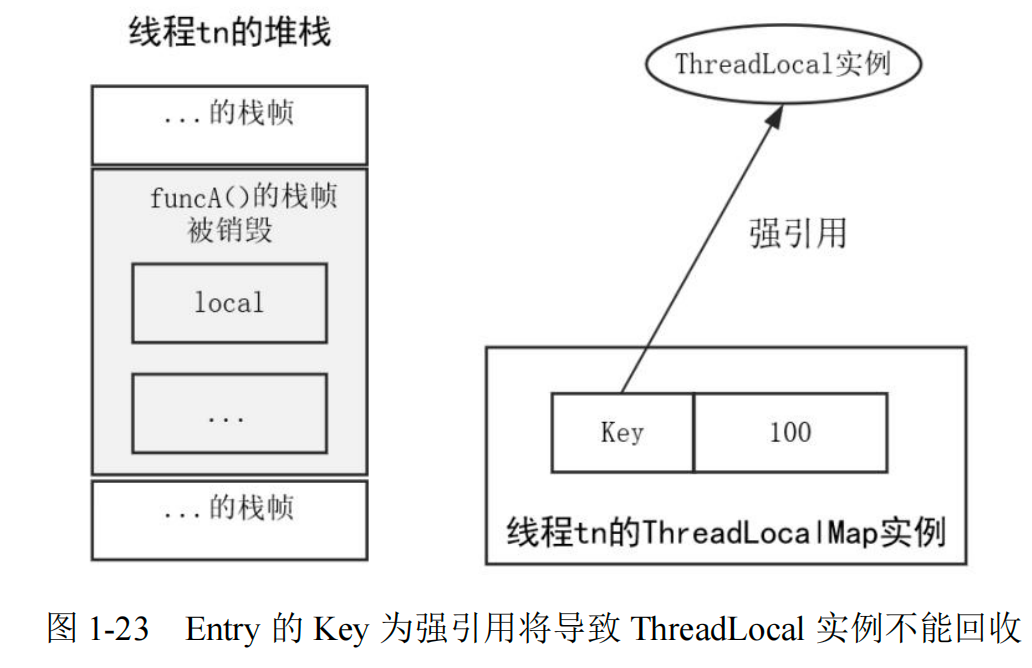 线程tn的堆栈
...的栈帧
funcA()的栈帧
被销毁
local
...
...的栈帧
ThreadLocal实例
强引用
Key
100
线程tn的ThreadLocalMap实例
图 1-23 Entry 的 Key 为强引用将导致 ThreadLocal 实例不能回收